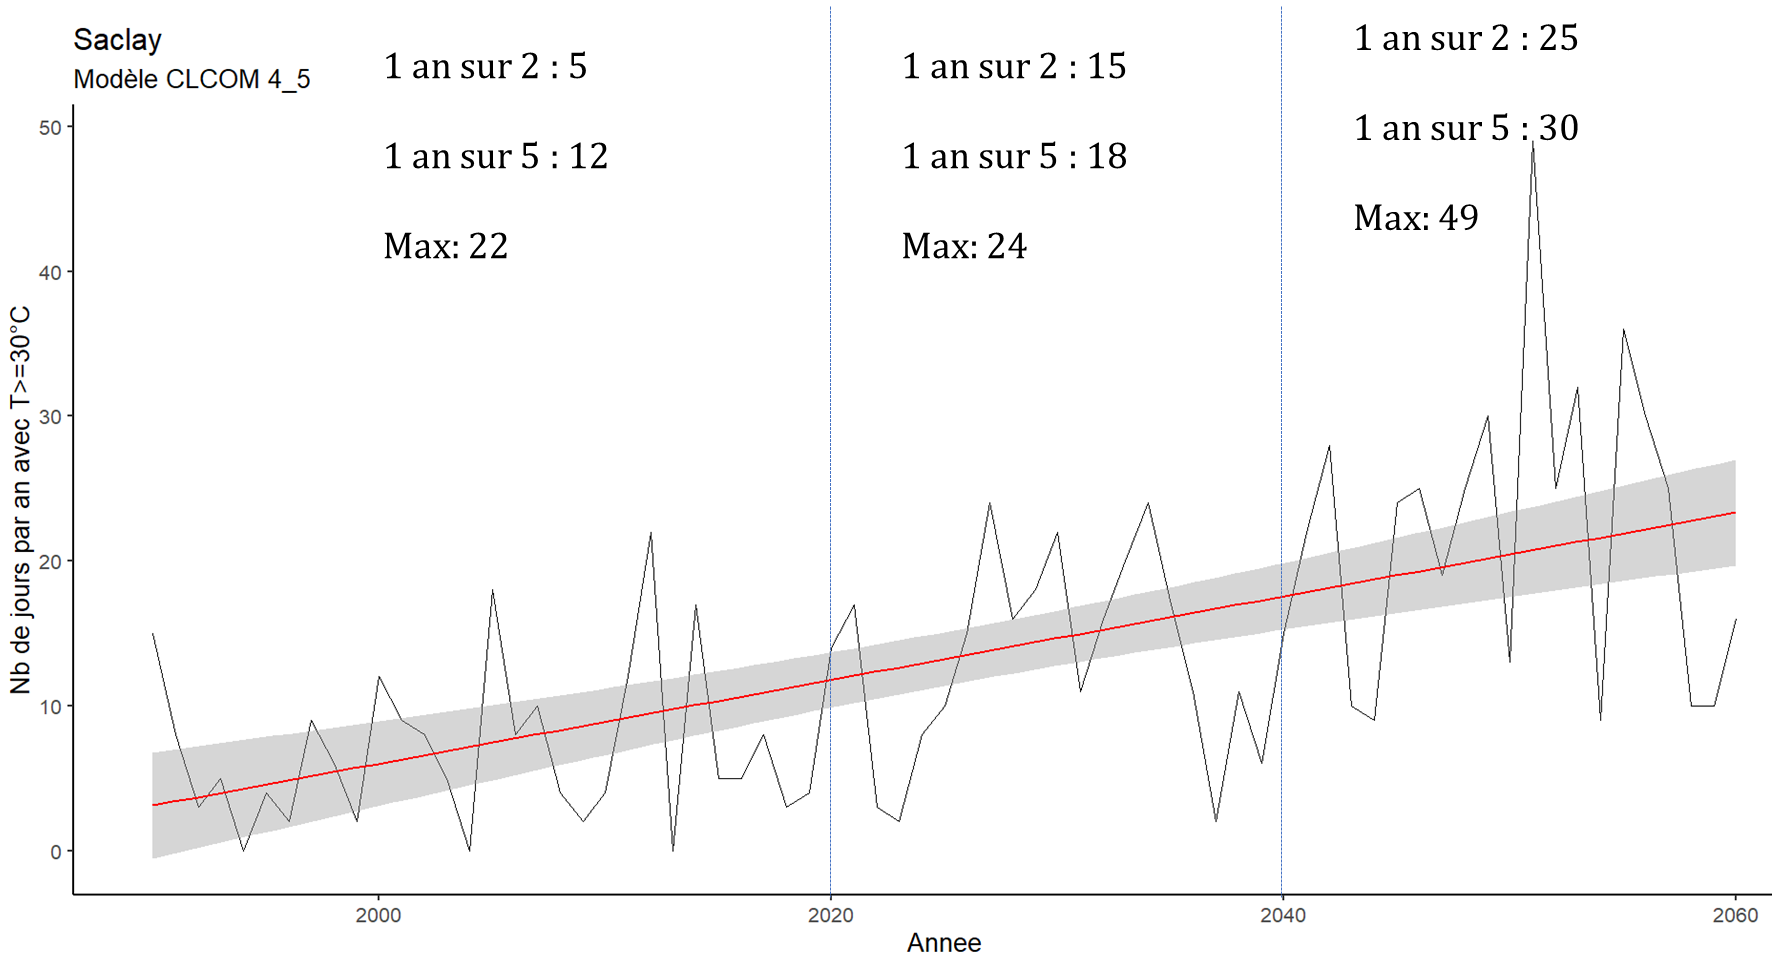 Saclay
Modèle CLCOM 4_5
1 an sur 2 : 5
1 an sur 5 : 12
Max: 22
1 an sur 2 : 15
1 an sur 5 : 18
Max: 24
1 an sur 2 : 25
1 an sur 5 : 30
Max: 49
Nb de jours par an avec T>=30°C
50
40
30
20
10
0
2000
2020
2040
2060
Annee